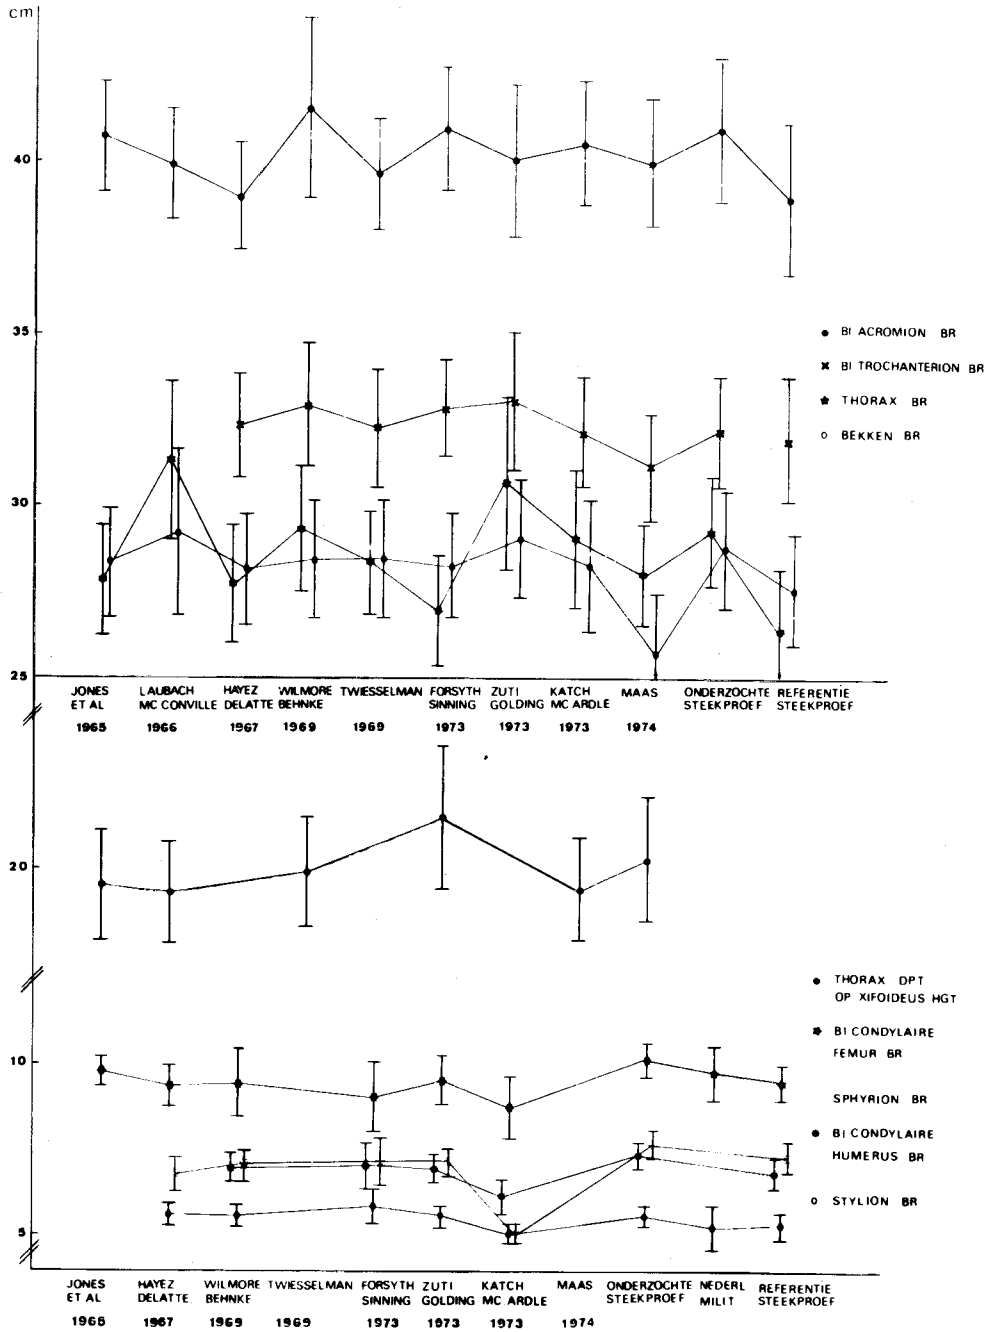 cm
40
35
BI ACROMION BR
BI TROCHANTERION BR
THORAX BR
BEKKEN BR
30
25
JONES LAUBACH HAYEZ WILMORE TWIESSELMAN FORSYTH ZUTI KATCH MAAS ONDERZOCHTE REFERENTIE
ET AL MC CONVILLE DELATTE BEHNKE SINNING GOLDING MC ARDLE STEEKPROEF STEEKPROEF
1965 1966 1967 1969 1969 1973 1973 1973 1974
20
THORAX DPT
OP XIFOIDEUS HGT
BI CONDYLAIRE
FEMUR BR
10
SPHYRION BR
BI CONDYLAIRE
HUMERUS BR
STYLION BR
5
JONES HAYEZ WILMORE TWIESSELMAN FORSYTH ZUTI KATCH MAAS ONDERZOCHTE NEDERL REFERENTIE
ET AL DELATTE BEHNKE SINNING GOLDING MC ARDLE STEEKPROEF MILIT STEEKPROEF
1965 1967 1969 1969 1973 1973 1973 1974